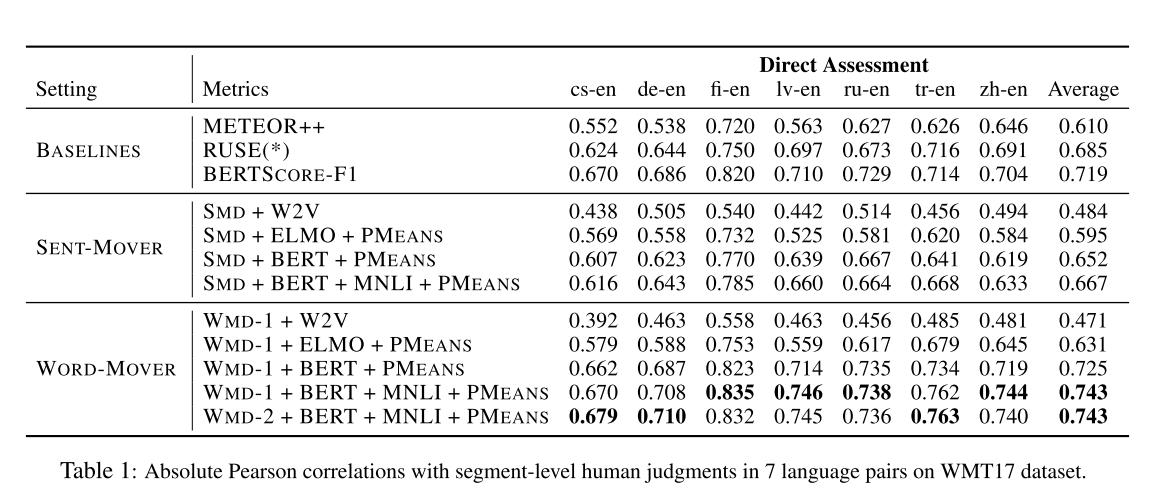 Direct Assessment
Setting Metrics cs-en de-en fi-en lv-en ru-en tr-en zh-en Average
METEOR++ 0.552 0.538 0.720 0.563 0.627 0.626 0.646 0.610
BASELINES RUSE(*) 0.624 0.644 0.750 0.697 0.673 0.716 0.691 0.685
BERTSCORE-F1 0.670 0.686 0.820 0.710 0.729 0.714 0.704 0.719
SMD + W2V 0.438 0.505 0.540 0.442 0.514 0.456 0.494 0.484
SENT-MOVER SMD + ELMO + PMEANS 0.569 0.558 0.732 0.525 0.581 0.620 0.584 0.595
SMD + BERT + PMEANS 0.607 0.623 0.770 0.639 0.667 0.641 0.619 0.652
SMD + BERT + MNLI + PMEANS 0.616 0.643 0.785 0.660 0.664 0.668 0.633 0.667
WMD-1 + W2V 0.392 0.463 0.558 0.463 0.456 0.485 0.481 0.471
WMD-1 + ELMO + PMEANS 0.579 0.588 0.753 0.559 0.617 0.679 0.645 0.631
WORD-MOVER WMD-1 + BERT + PMEANS 0.662 0.687 0.823 0.714 0.735 0.734 0.719 0.725
WMD-1 + BERT + MNLI + PMEANS 0.670 0.708 0.835 0.746 0.738 0.762 0.744 0.743
WMD-2 + BERT + MNLI + PMEANS 0.679 0.710 0.832 0.745 0.736 0.763 0.740 0.743
Table 1: Absolute Pearson correlations with segment-level human judgments in 7 language pairs on WMT17 dataset.